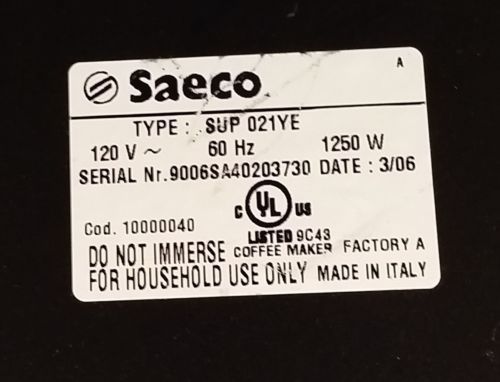 A
Saeco
TYPE : SUP 021YE
120 V ~ 60 Hz 1250 W
SERIAL Nr.9006SA40203730 DATE : 3/06
C UL US
Cod. 10000040
LISTED 9C43
DO NOT IMMERSE COFFEE MAKER FACTORY A
FOR HOUSEHOLD USE ONLY MADE IN ITALY